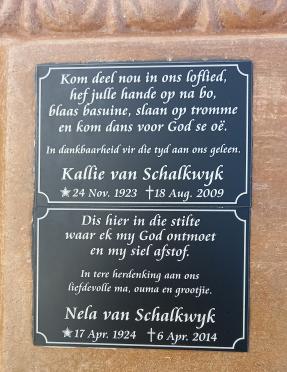 Kom deel nou in ons loflied,
hef julle hande op na bo,
blaas basuine, slaan op tromme
en kom dans voor God se oë.
In dankbaarheid vir die tyd aan ons geleen.
Kallie van Schalkwyk
★ 24 Nov. 1923 ✝ 18 Aug. 2009
Dis hier in die stilte
waar ek my God ontmoet
en my siel afstof.
In tere herdenking aan ons
liefdevolle ma, ouma en grootjie.
Nela van Schalkwyk
★ 17 Apr. 1924 ✝ 6 Apr. 2014